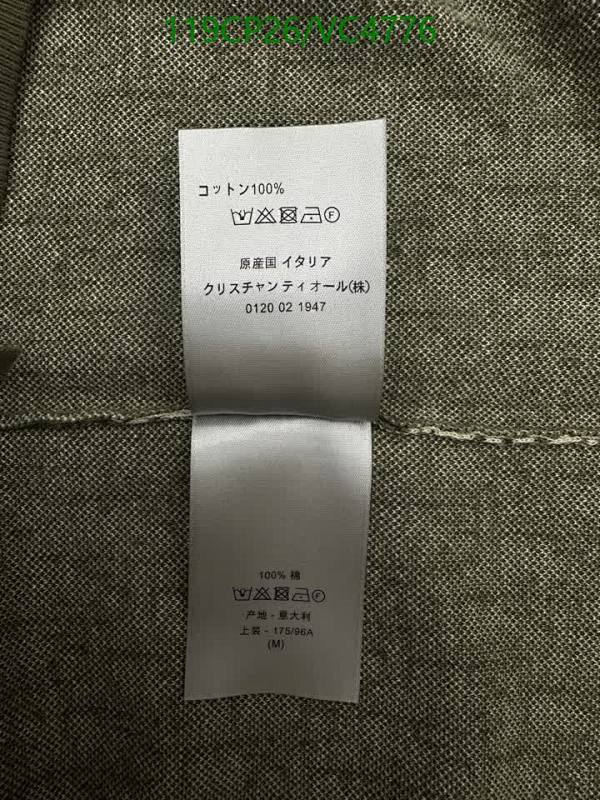 119CP26/VC4776
コットン100%
原産国 イタリア
クリスチャン ティ オール(株)
0120 02 1947
100% 棉
产地 - 意大利
上装 - 175/96A
(M)